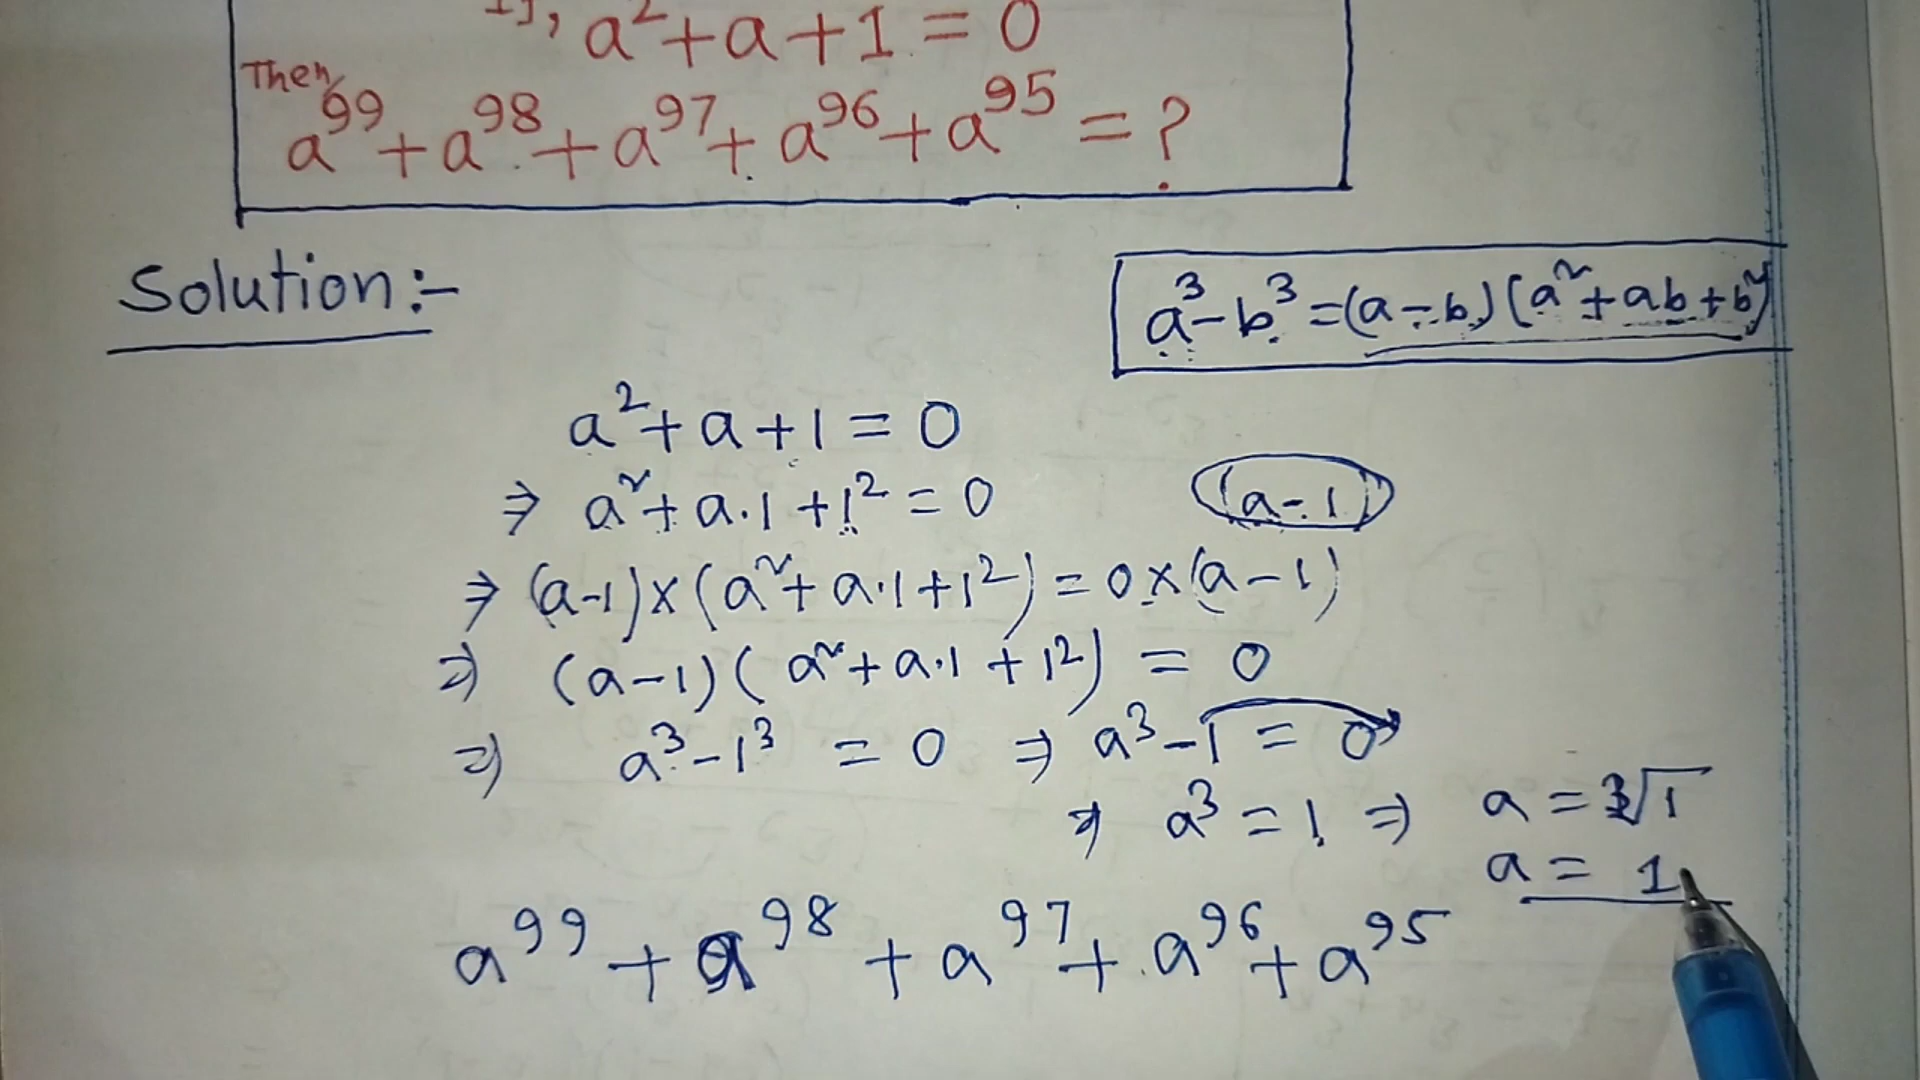 If, a²+a+1=0
Then
a⁹⁹+a⁹⁸+a⁹⁷+a⁹⁶+a⁹⁵=?
Solution:-
a³-b³=(a-b)(a²+ab+b²)
a²+a+1=0
⇒ a²+a·1+1²=0
(a-1)
⇒ (a-1)×(a²+a·1+1²)=0×(a-1)
⇒ (a-1)(a²+a·1+1²)=0
⇒ a³-1³=0 ⇒ a³-1=0
⇒ a³=1 ⇒ a=∛1
a=1
a⁹⁹+a⁹⁸+a⁹⁷+a⁹⁶+a⁹⁵